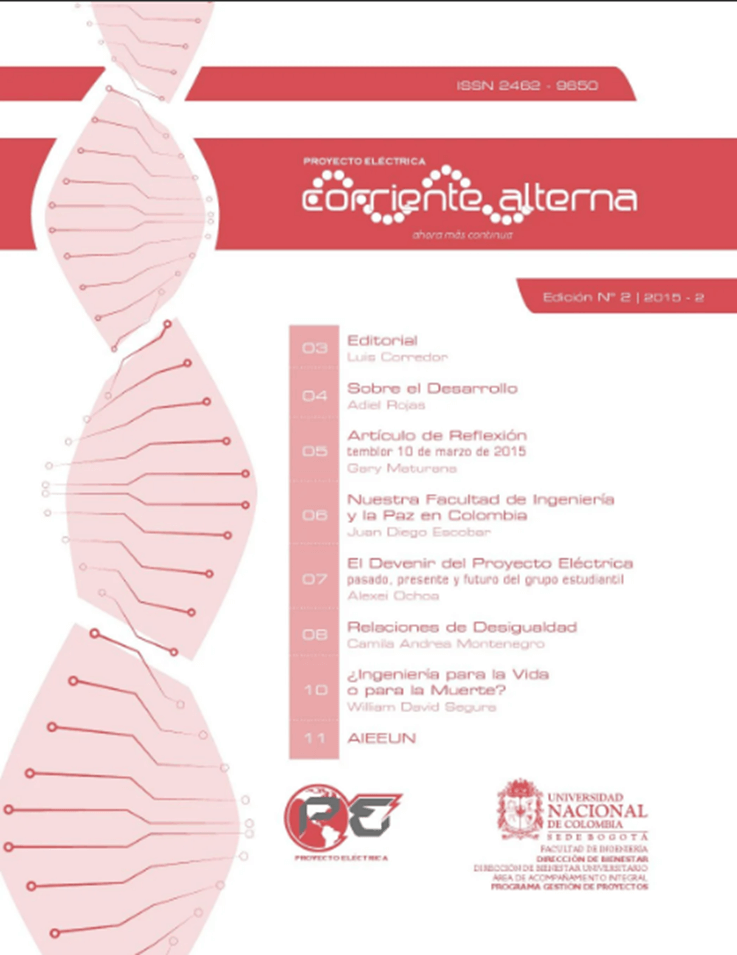 ISSN 2462 - 9650
PROYECTO ELÉCTRICA
corriente alterna
ahora más continua
Edición Nº 2 | 2015 - 2
03
Editorial
Luis Corredor
04
Sobre el Desarrollo
Adiel Rojas
05
Artículo de Reflexión
temblor 10 de marzo de 2015
Gary Maturana
06
Nuestra Facultad de Ingeniería
y la Paz en Colombia
Juan Diego Escobar
07
El Devenir del Proyecto Eléctrica
pasado, presente y futuro del grupo estudiantil
Alexei Ochoa
08
Relaciones de Desigualdad
Camila Andrea Montenegro
10
¿Ingeniería para la Vida
o para la Muerte?
William David Segura
11
AIEEUN
PE
PROYECTO ELÉCTRICA
UNIVERSIDAD
NACIONAL
DE COLOMBIA
SEDE BOGOTÁ
FACULTAD DE INGENIERÍA
DIRECCIÓN DE BIENESTAR
DIRECCIÓN DE BIENESTAR UNIVERSITARIO
ÁREA DE ACOMPAÑAMIENTO INTEGRAL
PROGRAMA GESTIÓN DE PROYECTOS